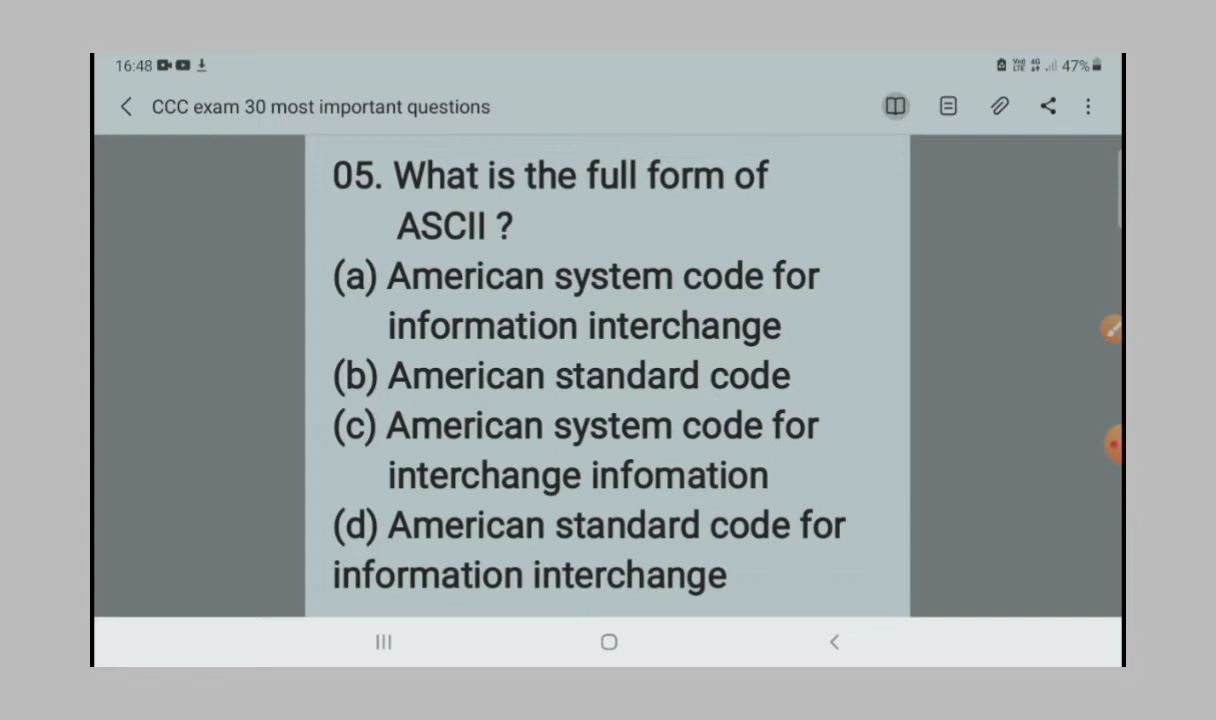 16:48 47%
CCC exam 30 most important questions
05. What is the full form of
ASCII ?
(a) American system code for
information interchange
(b) American standard code
(c) American system code for
interchange infomation
(d) American standard code for
information interchange